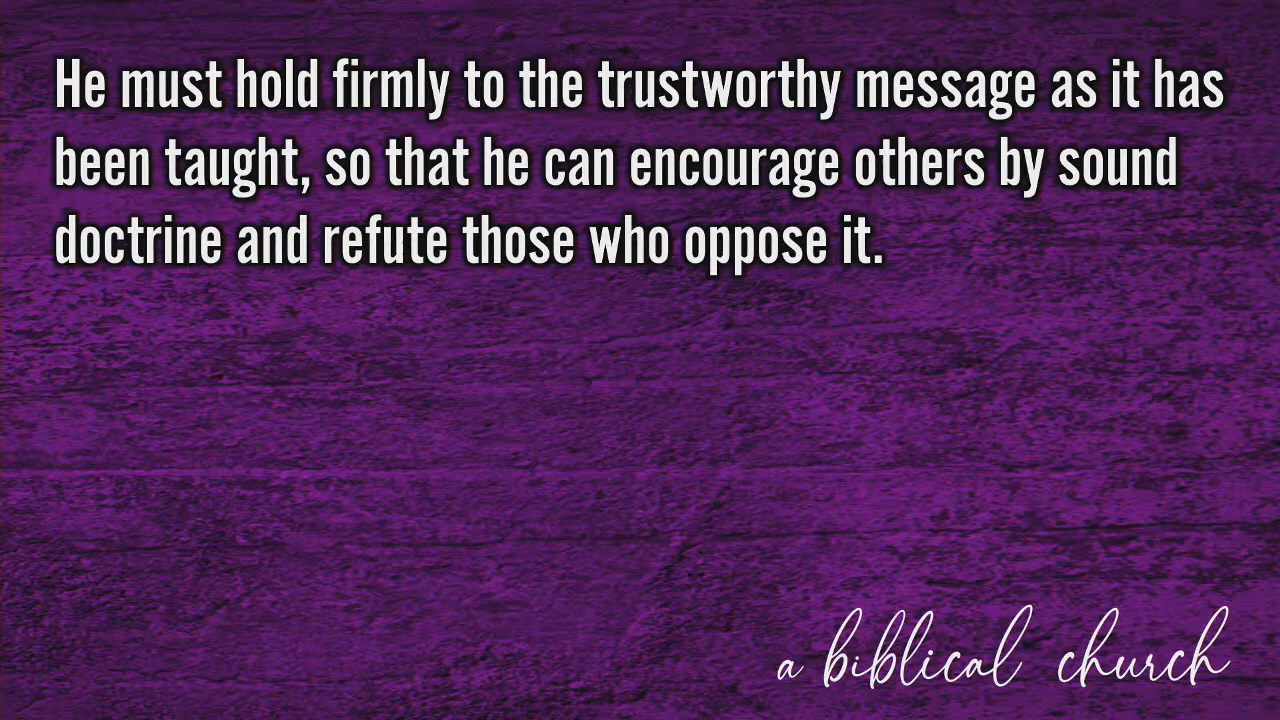 He must hold firmly to the trustworthy message as it has
been taught, so that he can encourage others by sound
doctrine and refute those who oppose it.
a biblical church